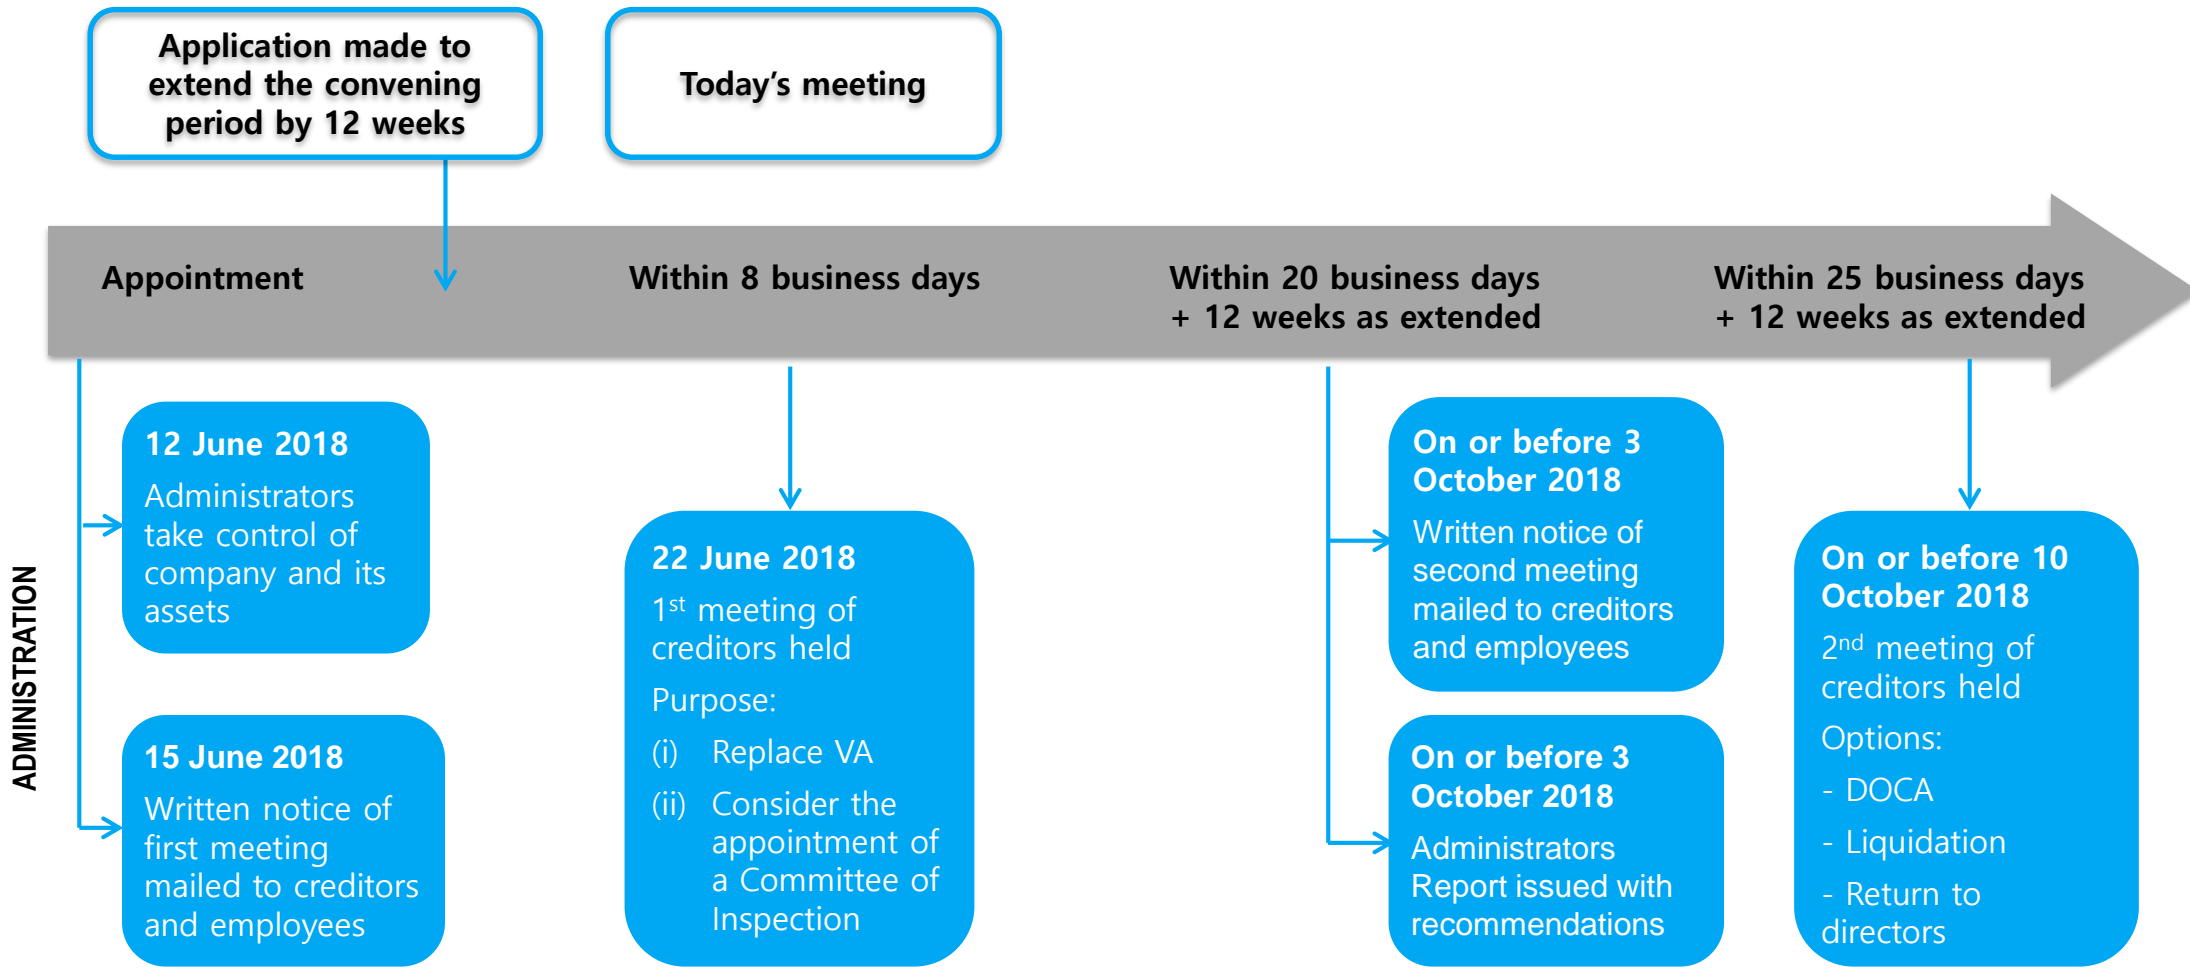 Application made to
extend the convening
period by 12 weeks
Today’s meeting
Appointment
Within 8 business days
Within 20 business days
+ 12 weeks as extended
Within 25 business days
+ 12 weeks as extended
ADMINISTRATION
12 June 2018
Administrators
take control of
company and its
assets
15 June 2018
Written notice of
first meeting
mailed to creditors
and employees
22 June 2018
1st meeting of
creditors held
Purpose:
(i) Replace VA
(ii) Consider the
appointment of
a Committee of
Inspection
On or before 3
October 2018
Written notice of
second meeting
mailed to creditors
and employees
On or before 3
October 2018
Administrators
Report issued with
recommendations
On or before 10
October 2018
2nd meeting of
creditors held
Options:
- DOCA
- Liquidation
- Return to
directors